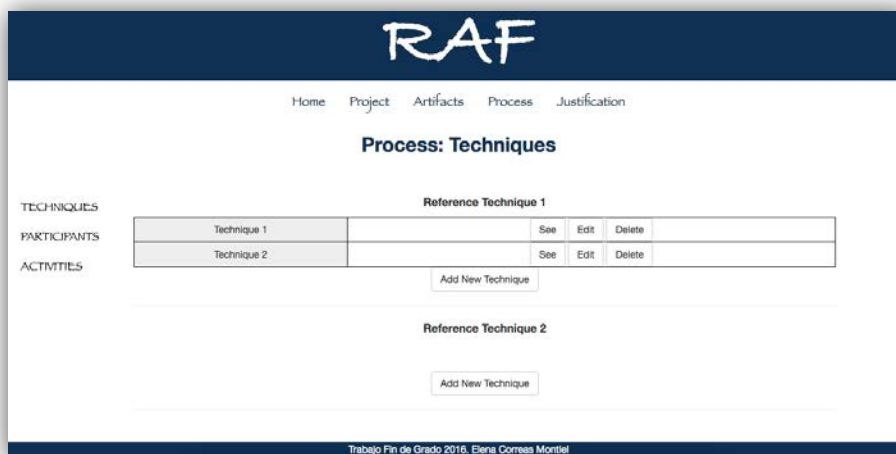 RAF
Home Project Artifacts Process Justification
Process: Techniques
TECHNIQUES
PARTICIPANTS
ACTIVITIES
Reference Technique 1
Technique 1 See Edit Delete
Technique 2 See Edit Delete
Add New Technique
Reference Technique 2
Add New Technique
Trabajo Fin de Grado 2016. Elena Correas Montiel